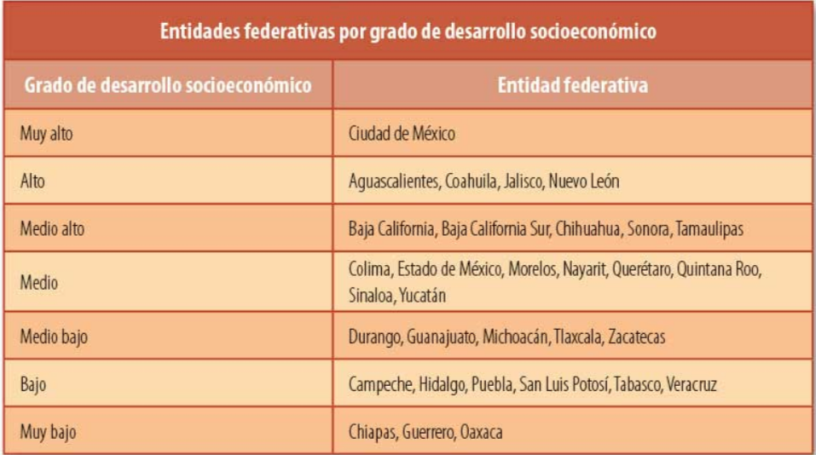 Entidades federativas por grado de desarrollo socioeconómico
Grado de desarrollo socioeconómico Entidad federativa
Muy alto Ciudad de México
Alto Aguascalientes, Coahuila, Jalisco, Nuevo León
Medio alto Baja California, Baja California Sur, Chihuahua, Sonora, Tamaulipas
Medio Colima, Estado de México, Morelos, Nayarit, Querétaro, Quintana Roo,
Sinaloa, Yucatán
Medio bajo Durango, Guanajuato, Michoacán, Tlaxcala, Zacatecas
Bajo Campeche, Hidalgo, Puebla, San Luis Potosí, Tabasco, Veracruz
Muy bajo Chiapas, Guerrero, Oaxaca